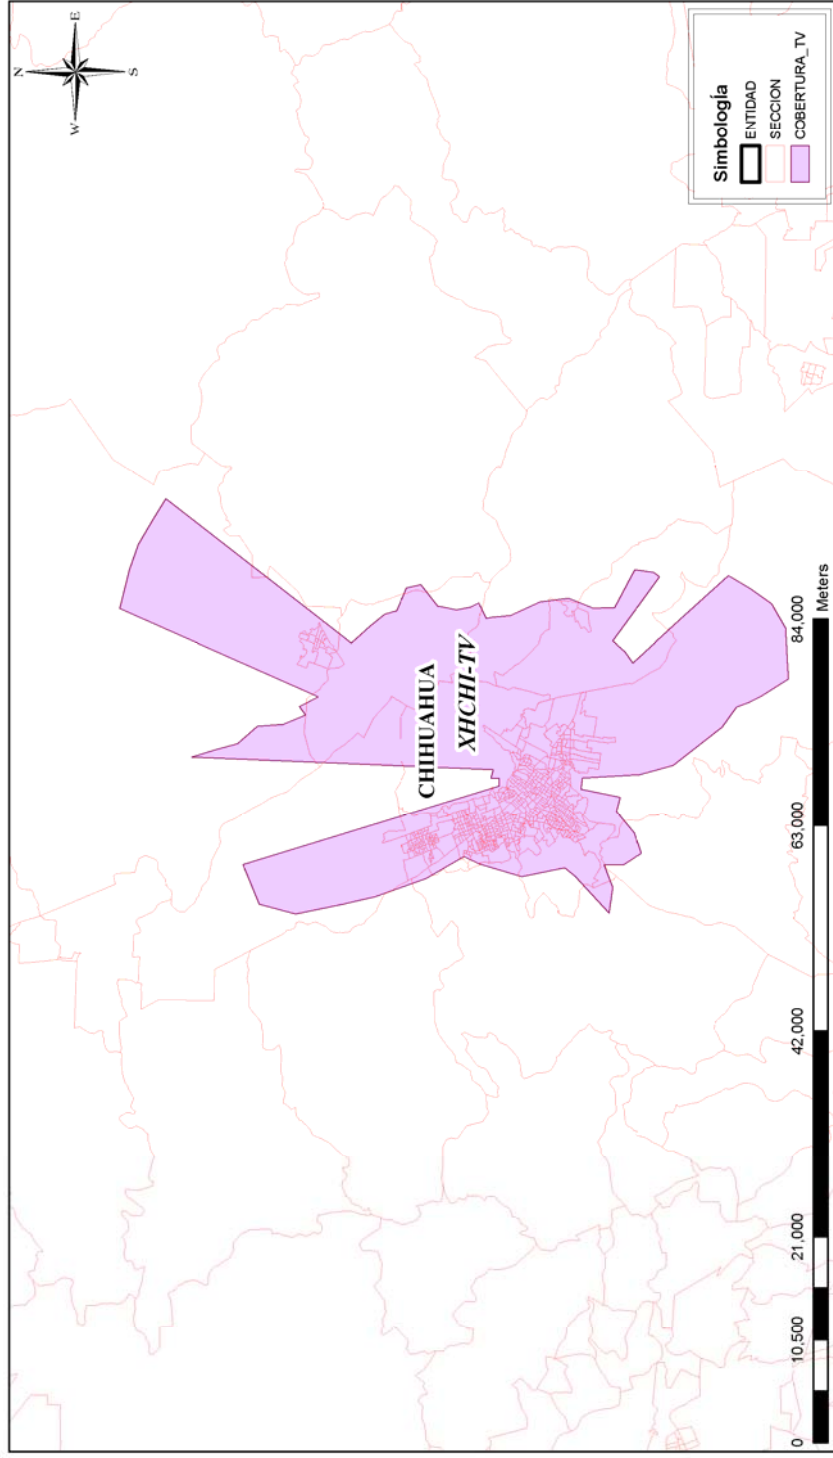 N
W
E
S
CHIHUAHUA
XHCHI-TV
Simbología
ENTIDAD
SECCION
COBERTURA_TV
0
10,500
21,000
42,000
63,000
84,000
Meters